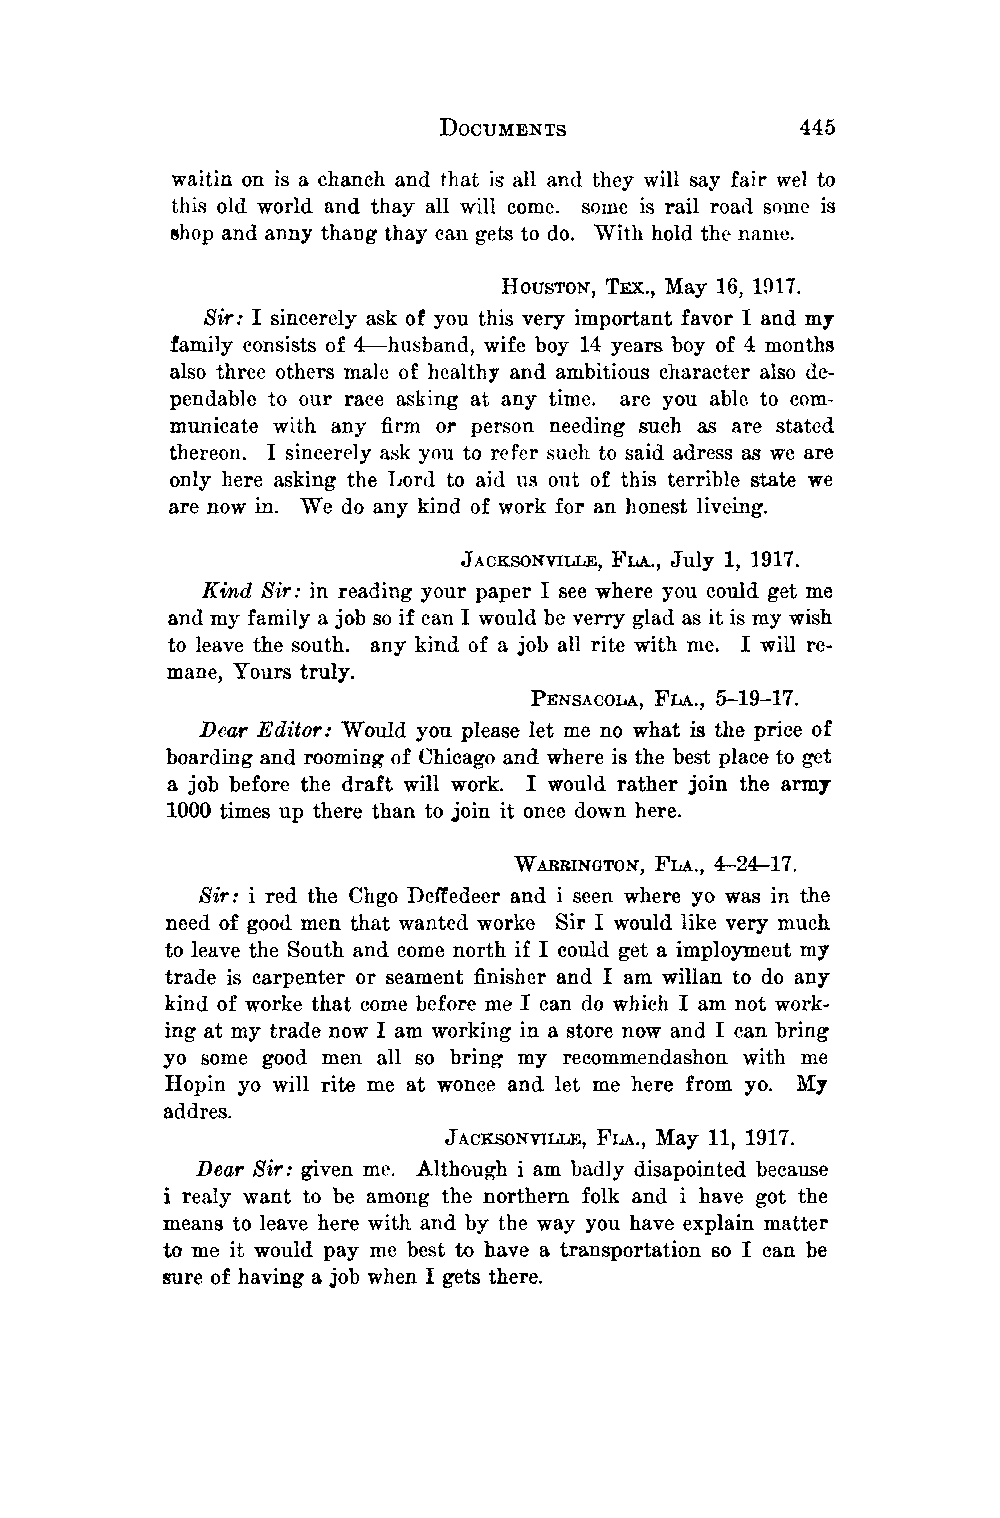 DOCUMENTS 445
waitin on is a chanch and that is all and they will say fair wel to
this old world and thay all will come. some is rail road some is
shop and anny thang thay can gets to do. With hold the name.
HOUSTON, TEX., May 16, 1917.
Sir: I sincerely ask of you this very important favor I and my
family consists of 4—husband, wife boy 14 years boy of 4 months
also three others male of healthy and ambitious character also de-
pendable to our race asking at any time. are you able to com-
municate with any firm or person needing such as are stated
thereon. I sincerely ask you to refer such to said adress as we are
only here asking the Lord to aid us out of this terrible state we
are now in. We do any kind of work for an honest liveing.
JACKSONVILLE, FLA., July 1, 1917.
Kind Sir: in reading your paper I see where you could get me
and my family a job so if can I would be verry glad as it is my wish
to leave the south. any kind of a job all rite with me. I will re-
mane, Yours truly.
PENSACOLA, FLA., 5-19-17.
Dear Editor: Would you please let me no what is the price of
boarding and rooming of Chicago and where is the best place to get
a job before the draft will work. I would rather join the army
1000 times up there than to join it once down here.
WARRINGTON, FLA., 4-24-17.
Sir: i red the Chgo Deffedeer and i seen where yo was in the
need of good men that wanted worke Sir I would like very much
to leave the South and come north if I could get a imployment my
trade is carpenter or seament finisher and I am willan to do any
kind of worke that come before me I can do which I am not work-
ing at my trade now I am working in a store now and I can bring
yo some good men all so bring my recommendashon with me
Hopin yo will rite me at wonce and let me here from yo. My
addres.
JACKSONVILLE, FLA., May 11, 1917.
Dear Sir: given me. Although i am badly disapointed because
i realy want to be among the northern folk and i have got the
means to leave here with and by the way you have explain matter
to me it would pay me best to have a transportation so I can be
sure of having a job when I gets there.